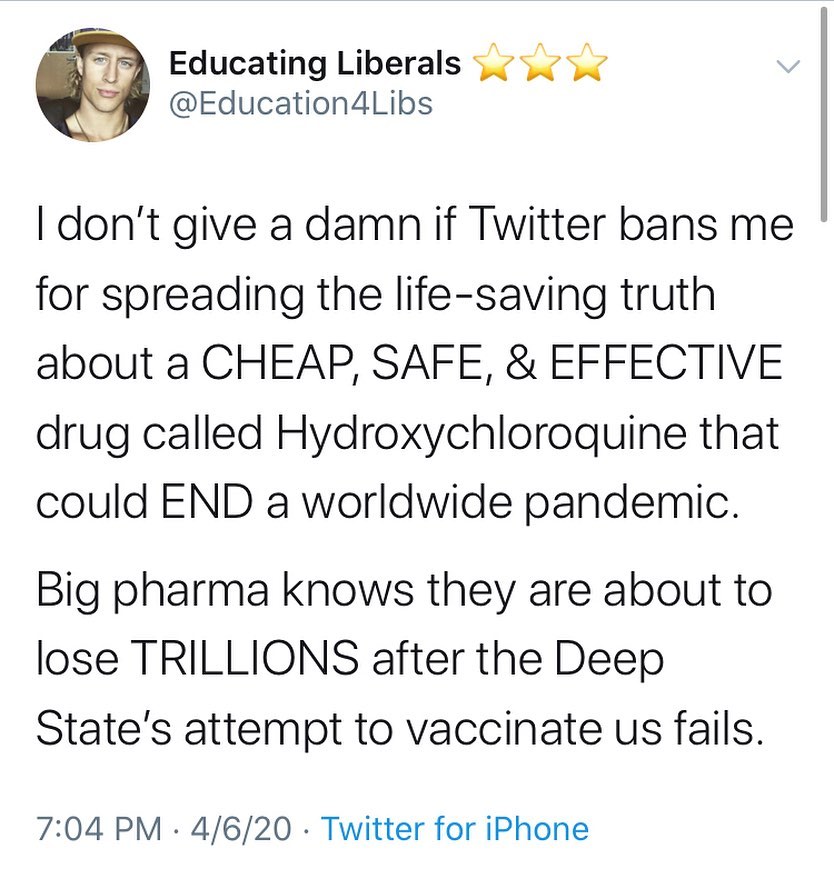 Educating Liberals ⭐⭐⭐
@Education4Libs
I don’t give a damn if Twitter bans me
for spreading the life-saving truth
about a CHEAP, SAFE, & EFFECTIVE
drug called Hydroxychloroquine that
could END a worldwide pandemic.
Big pharma knows they are about to
lose TRILLIONS after the Deep
State’s attempt to vaccinate us fails.
7:04 PM · 4/6/20 · Twitter for iPhone